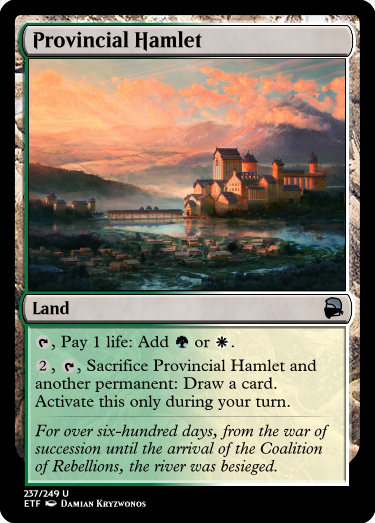 Provincial Hamlet
Land
, Pay 1 life: Add or .
2, , Sacrifice Provincial Hamlet and
another permanent: Draw a card.
Activate this only during your turn.
For over six-hundred days, from the war of
succession until the arrival of the Coalition
of Rebellions, the river was besieged.
237/249 U
ETF Damian Kryzwonos